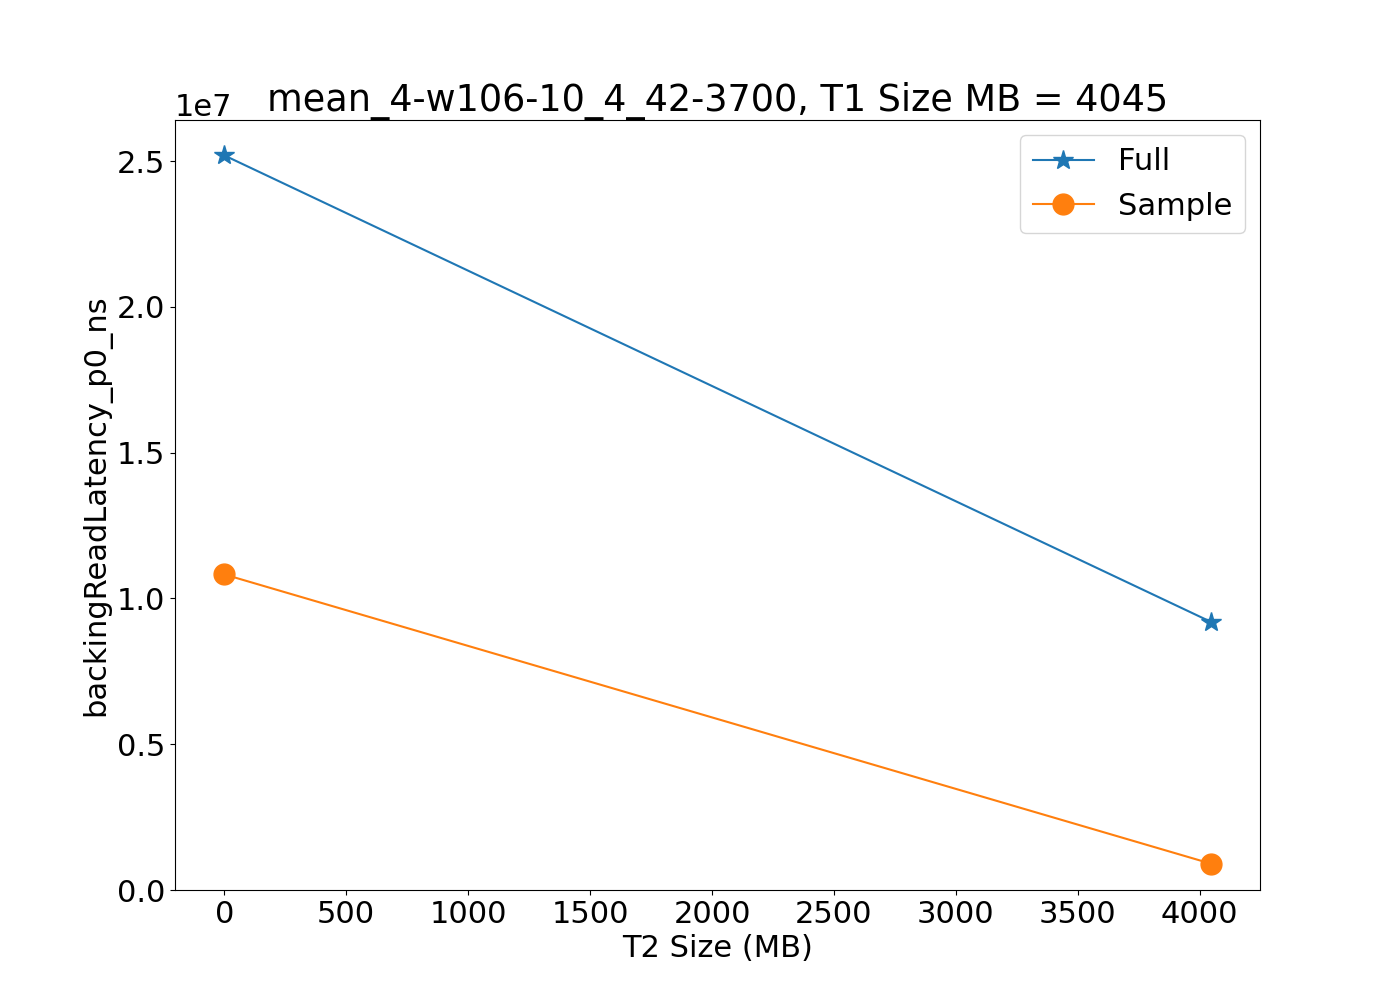 1e7
mean_4-w106-10_4_42-3700, T1 Size MB = 4045
Full
Sample
backingReadLatency_p0_ns
2.5
2.0
1.5
1.0
0.5
0.0
0 500 1000 1500 2000 2500 3000 3500 4000
T2 Size (MB)